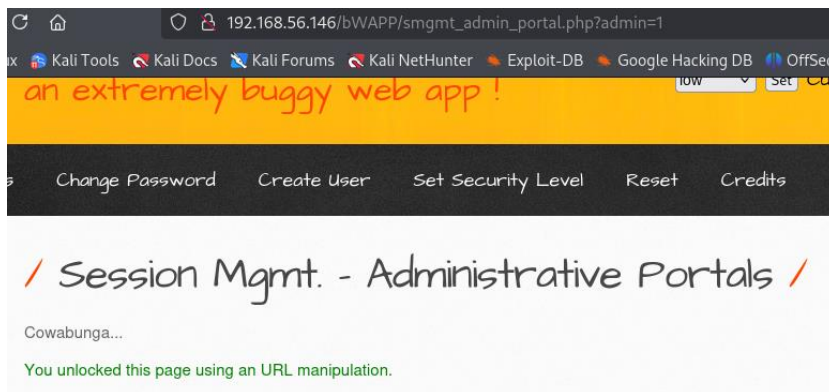 192.168.56.146/bWAPP/smgmt_admin_portal.php?admin=1
Kali Tools Kali Docs Kali Forums Kali NetHunter Exploit-DB Google Hacking DB OffSec
an extremely buggy web app !
low Set
Change Password Create User Set Security Level Reset Credits
/ Session Mgmt. - Administrative Portals /
Cowabunga...
You unlocked this page using an URL manipulation.